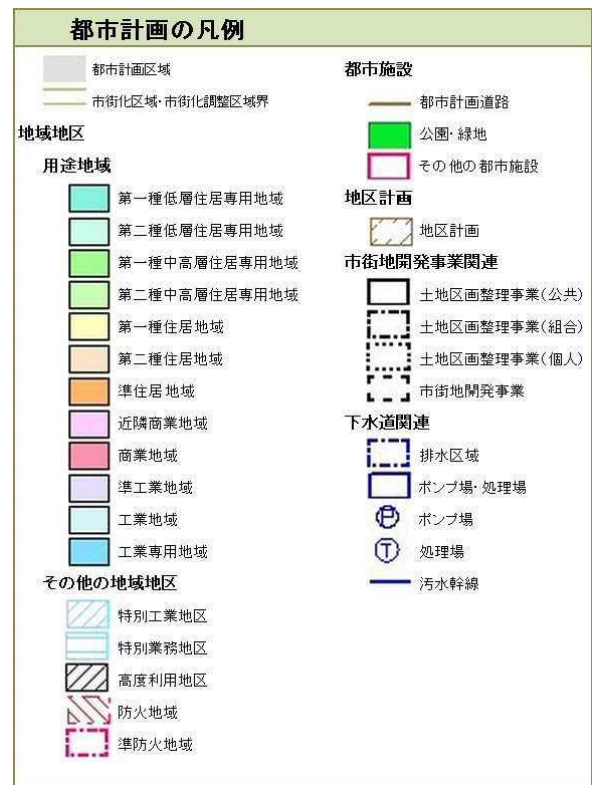 都市計画の凡例
都市計画区域
市街化区域・市街化調整区域界
地域地区
用途地域
第一種低層住居専用地域
第二種低層住居専用地域
第一種中高層住居専用地域
第二種中高層住居専用地域
第一種住居地域
第二種住居地域
準住居地域
近隣商業地域
商業地域
準工業地域
工業地域
工業専用地域
その他の地域地区
特別工業地区
特別業務地区
高度利用地区
防火地域
準防火地域
都市施設
都市計画道路
公園・緑地
その他の都市施設
地区計画
地区計画
市街地開発事業関連
土地区画整理事業(公共)
土地区画整理事業(組合)
土地区画整理事業(個人)
市街地開発事業
下水道関連
排水区域
ポンプ場・処理場
P ポンプ場
T 処理場
汚水幹線